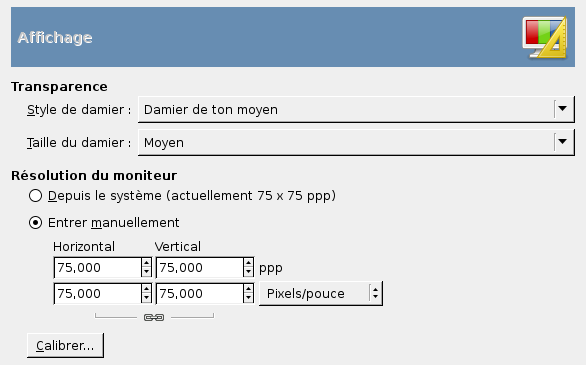 Affichage
Transparence
Style de damier : Damier de ton moyen
Taille du damier : Moyen
Résolution du moniteur
Depuis le système (actuellement 75 x 75 ppp)
Entrer manuellement
Horizontal Vertical
75,000 75,000 ppp
75,000 75,000 Pixels/pouce
Calibrer...